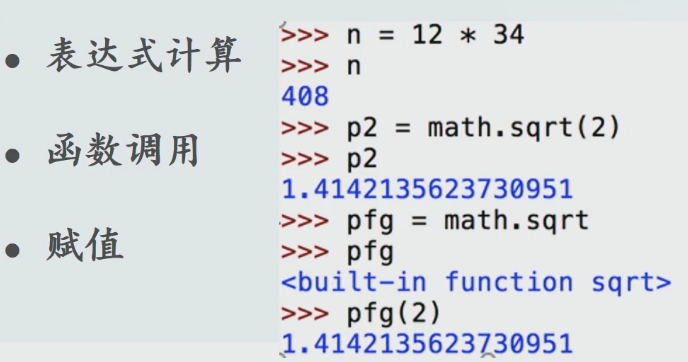 表达式计算
函数调用
赋值
>>> n = 12 * 34
>>> n
408
>>> p2 = math.sqrt(2)
>>> p2
1.4142135623730951
>>> pfg = math.sqrt
>>> pfg
<built-in function sqrt>
>>> pfg(2)
1.4142135623730951